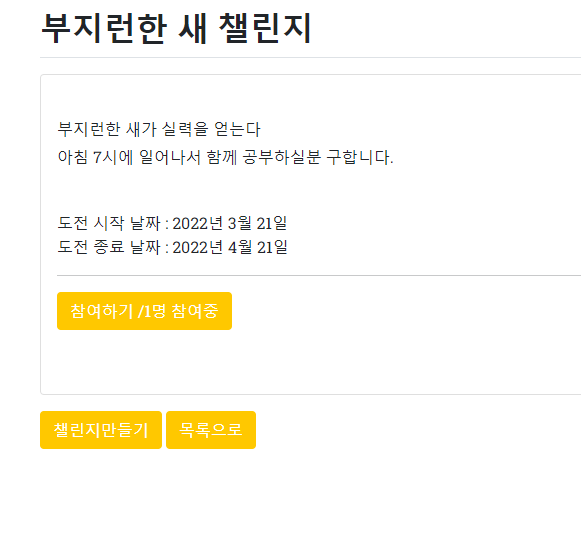 부지런한 새 챌린지
부지런한 새가 실력을 얻는다
아침 7시에 일어나서 함께 공부하실분 구합니다.
도전 시작 날짜 : 2022년 3월 21일
도전 종료 날짜 : 2022년 4월 21일
참여하기 /1명 참여중
챌린지만들기 목록으로